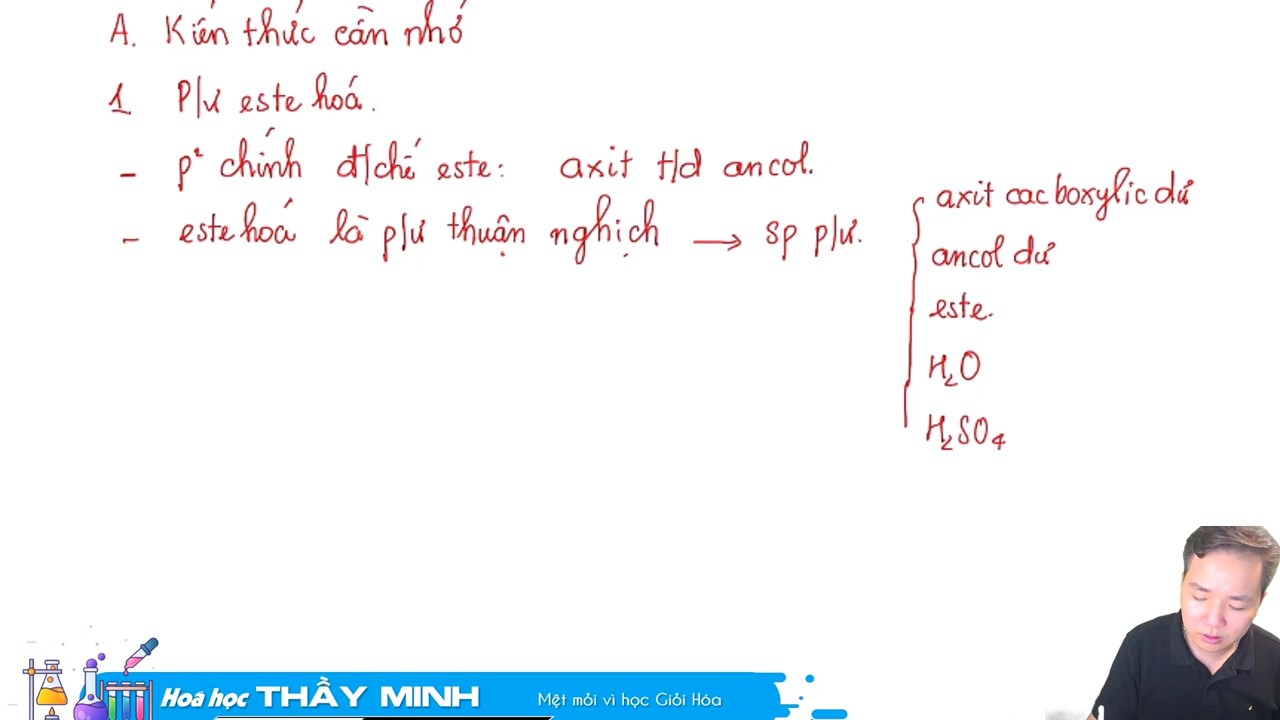 A. Kiến thức cần nhớ
1 P/ư este hoá.
- p² chính đ/chế este: axit t/d ancol.
- este hoá là p/ư thuận nghịch → sp p/ư.
axit cacboxylic dư
ancol dư
este.
H₂O
H₂SO₄
Hoá học THẦY MINH
Mệt mỏi vì học Giỏi Hóa